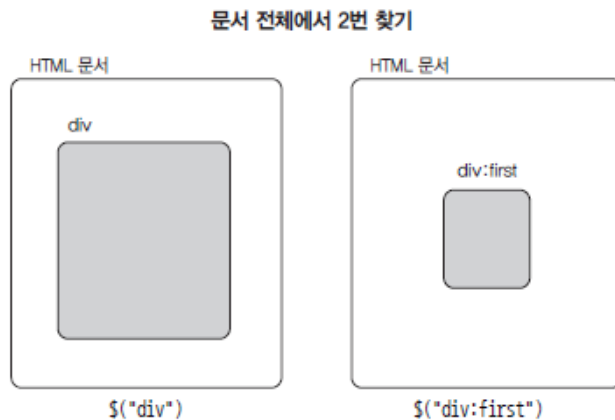 문서 전체에서 2번 찾기
HTML 문서
div
$("div")
HTML 문서
div:first
$("div:first")